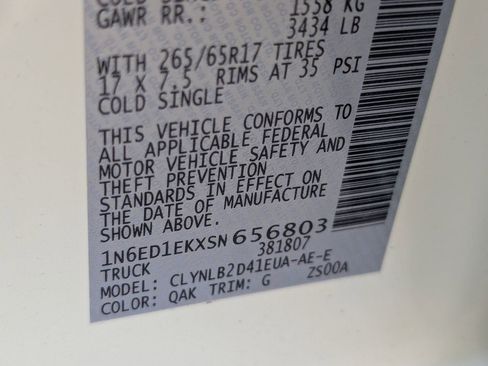 GAWR RR.: 1558 KG
3434 LB
WITH 265/65R17 TIRES
17 X 7.5 RIMS AT 35 PSI
COLD SINGLE
THIS VEHICLE CONFORMS TO
ALL APPLICABLE FEDERAL
MOTOR VEHICLE SAFETY AND
THEFT PREVENTION
STANDARDS IN EFFECT ON
THE DATE OF MANUFACTURE
SHOWN ABOVE.
1N6ED1EKXSN656803
TRUCK 381807
MODEL: CLYNLB2D41EUA-AE-E
COLOR: QAK TRIM: G ZS00A